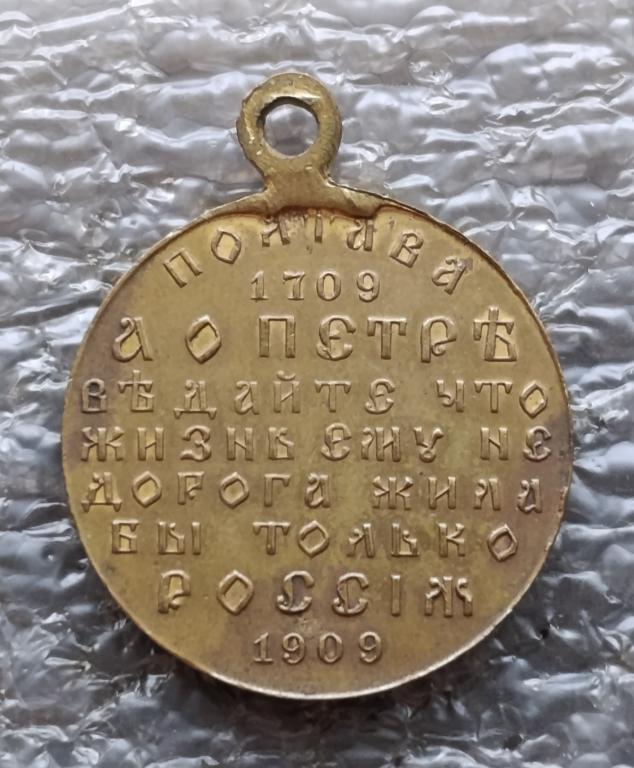 ПОЛТАВА
1709
А О ПЕТРѢ
ВѢДАЙТЕ ЧТО
ЖИЗНЬ ЕМУ НЕ
ДОРОГА ЖИЛА
БЫ ТОЛЬКО
РОССІЯ
1909